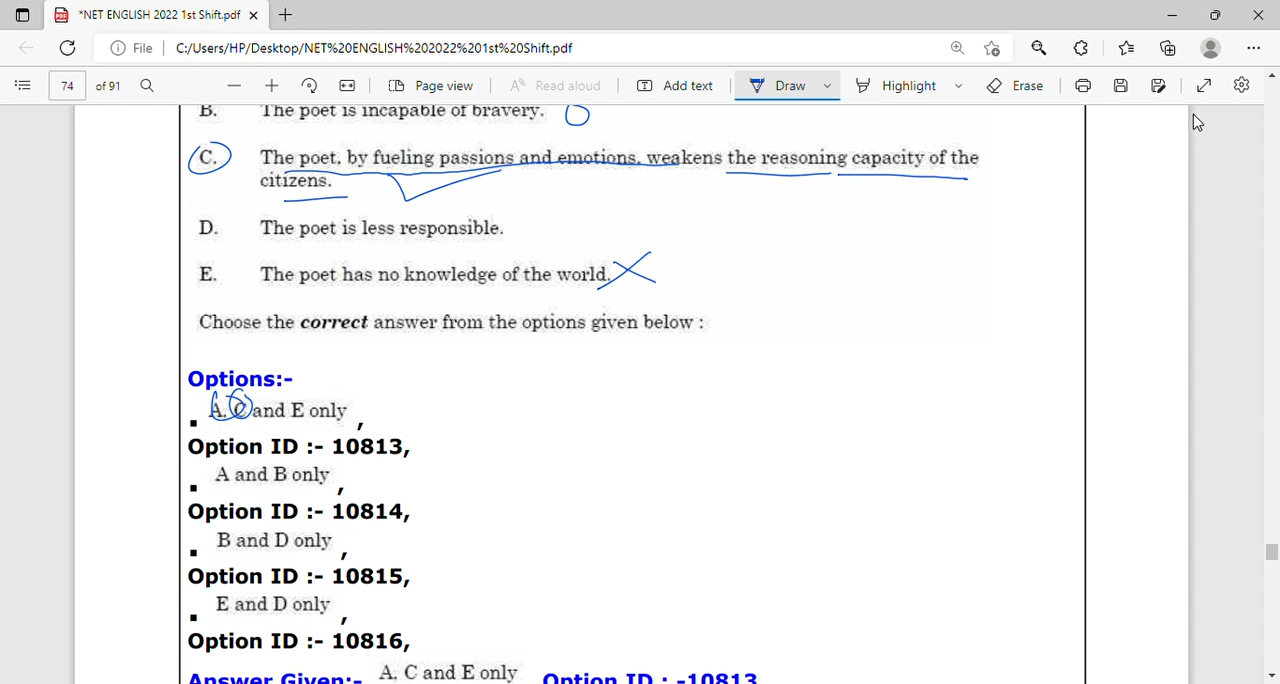 *NET ENGLISH 2022 1st Shift.pdf
File C:/Users/HP/Desktop/NET%20ENGLISH%202022%201st%20Shift.pdf
74 of 91 Page view Read aloud Add text Draw Highlight Erase
B. The poet is incapable of bravery.
C. The poet, by fueling passions and emotions, weakens the reasoning capacity of the
citizens.
D. The poet is less responsible.
E. The poet has no knowledge of the world.
Choose the correct answer from the options given below :
Options:-
A, C and E only ,
Option ID :- 10813,
A and B only ,
Option ID :- 10814,
B and D only ,
Option ID :- 10815,
E and D only ,
Option ID :- 10816,
Answer Given:- A, C and E only Option ID : -10813